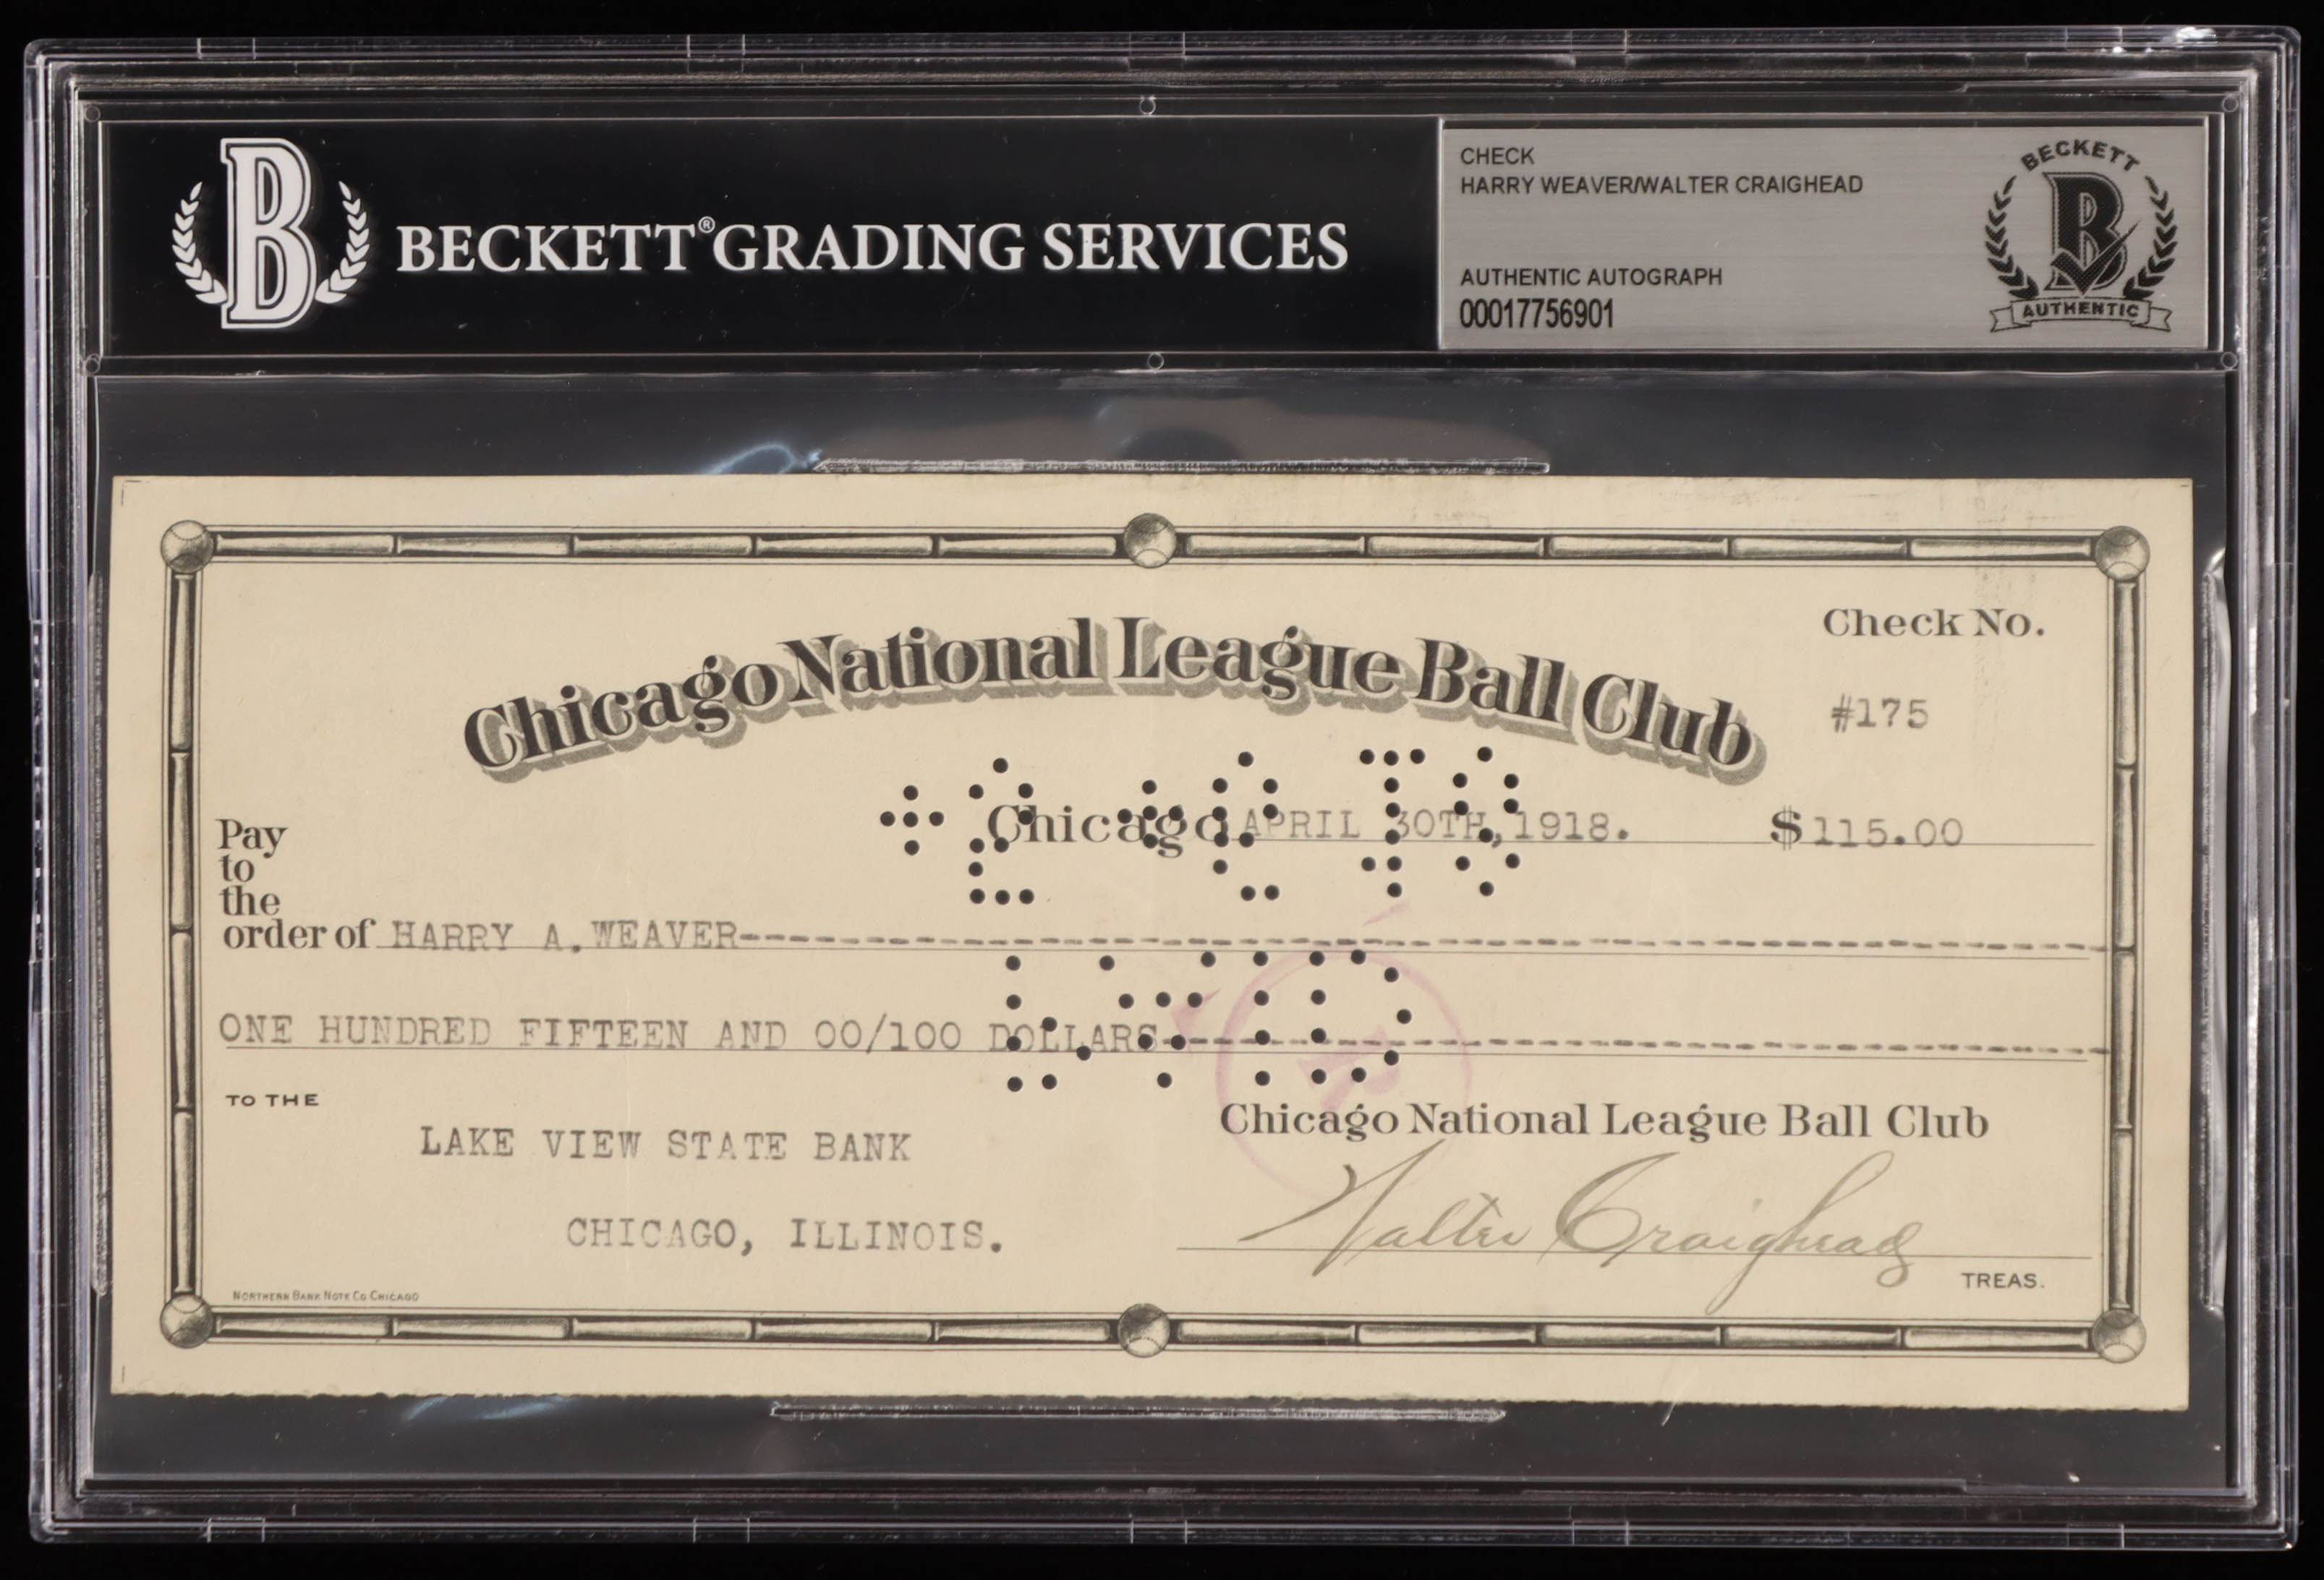 B
BECKETT® GRADING SERVICES
CHECK
HARRY WEAVER/WALTER CRAIGHEAD
AUTHENTIC AUTOGRAPH
00017756901
BECKETT
B
AUTHENTIC
Chicago National League Ball Club
Check No.
#175
Chicago, APRIL 30TH, 1918. $115.00
Pay
to
the
order of HARRY A. WEAVER
ONE HUNDRED FIFTEEN AND 00/100 DOLLARS
TO THE
LAKE VIEW STATE BANK
CHICAGO, ILLINOIS.
Chicago National League Ball Club
Walter Craighead
TREAS.
NORTHERN BANK NOTE CO CHICAGO